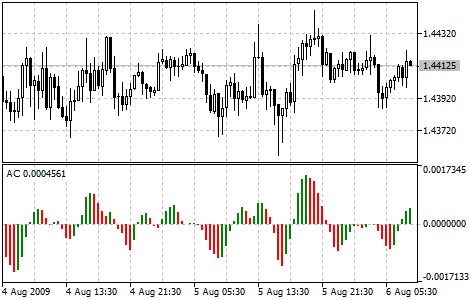 1.44320
1.44125
1.43920
1.43720
AC 0.0004561
0.0017345
0.0000000
-0.0017133
4 Aug 2009
4 Aug 13:30
4 Aug 21:30
5 Aug 05:30
5 Aug 13:30
5 Aug 21:30
6 Aug 05:30